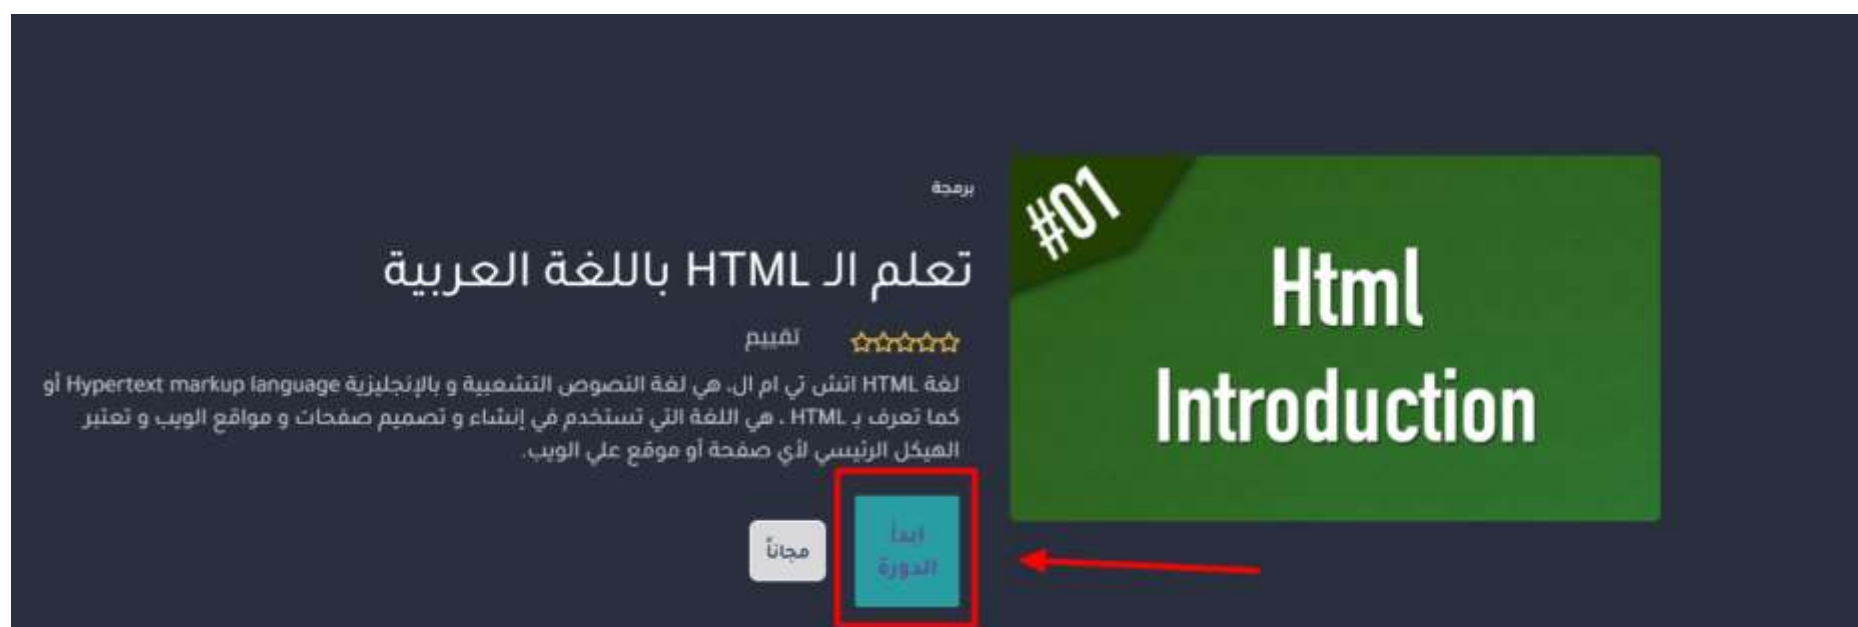 #01
Html
Introduction
برمجة
تعلم الـ HTML باللغة العربية
تقييم
لغة HTML اتش تي ام ال. هي لغة النصوص التشعبية و بالإنجليزية Hypertext markup language أو
كما تعرف بـ HTML ، هي اللغة التي تستخدم في إنشاء و تصميم صفحات و مواقع الويب و تعتبر
الهيكل الرئيسي لأي صفحة أو موقع علي الويب.
ابدأ
الدورة
مجاناً